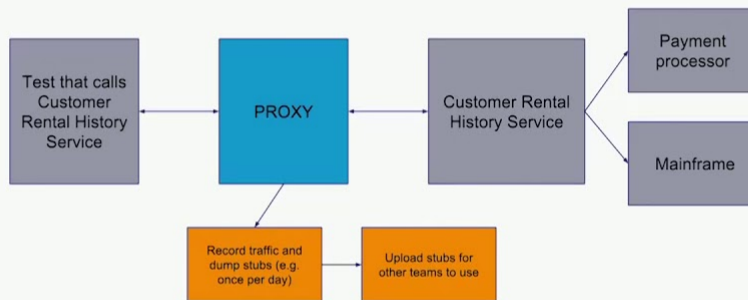 Test that calls
Customer
Rental History
Service
PROXY
Customer Rental
History Service
Payment
processor
Mainframe
Record traffic and
dump stubs (e.g.
once per day)
Upload stubs for
other teams to use